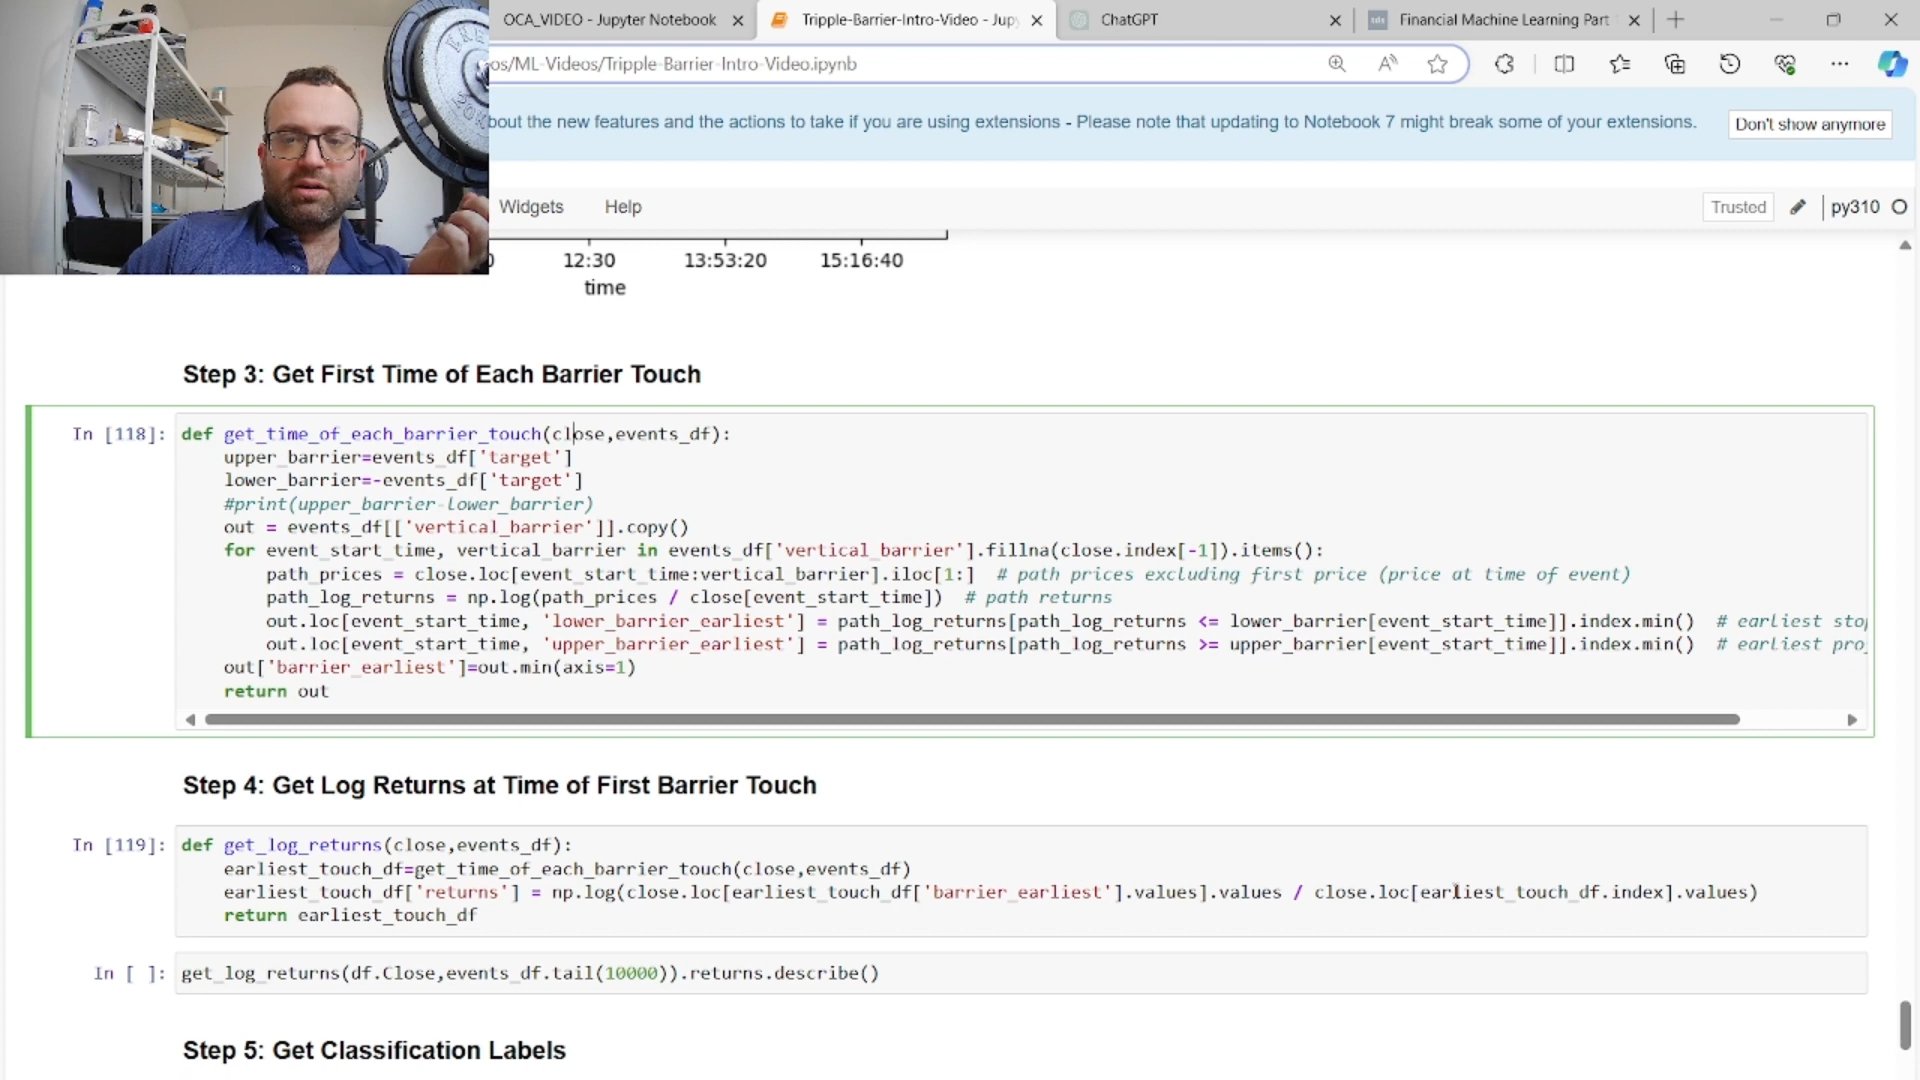 OCA_VIDEO - Jupyter Notebook
Tripple-Barrier-Intro-Video - Jup
ChatGPT
Financial Machine Learning Part
os/ML-Videos/Tripple-Barrier-Intro-Video.ipynb
bout the new features and the actions to take if you are using extensions - Please note that updating to Notebook 7 might break some of your extensions.
Don't show anymore
Widgets
Help
Trusted
py310
12:30
13:53:20
15:16:40
time
Step 3: Get First Time of Each Barrier Touch
In [118]:
def get_time_of_each_barrier_touch(close,events_df):
upper_barrier=events_df['target']
lower_barrier=-events_df['target']
#print(upper_barrier-lower_barrier)
out = events_df[['vertical_barrier']].copy()
for event_start_time, vertical_barrier in events_df['vertical_barrier'].fillna(close.index[-1]).items():
path_prices = close.loc[event_start_time:vertical_barrier].iloc[1:]  # path prices excluding first price (price at time of event)
path_log_returns = np.log(path_prices / close[event_start_time])  # path returns
out.loc[event_start_time, 'lower_barrier_earliest'] = path_log_returns[path_log_returns <= lower_barrier[event_start_time]].index.min()  # earliest sto
out.loc[event_start_time, 'upper_barrier_earliest'] = path_log_returns[path_log_returns >= upper_barrier[event_start_time]].index.min()  # earliest pro
out['barrier_earliest']=out.min(axis=1)
return out
Step 4: Get Log Returns at Time of First Barrier Touch
In [119]:
def get_log_returns(close,events_df):
earliest_touch_df=get_time_of_each_barrier_touch(close,events_df)
earliest_touch_df['returns'] = np.log(close.loc[earliest_touch_df['barrier_earliest'].values].values / close.loc[earliest_touch_df.index].values)
return earliest_touch_df
In [ ]:
get_log_returns(df.Close,events_df.tail(10000)).returns.describe()
Step 5: Get Classification Labels